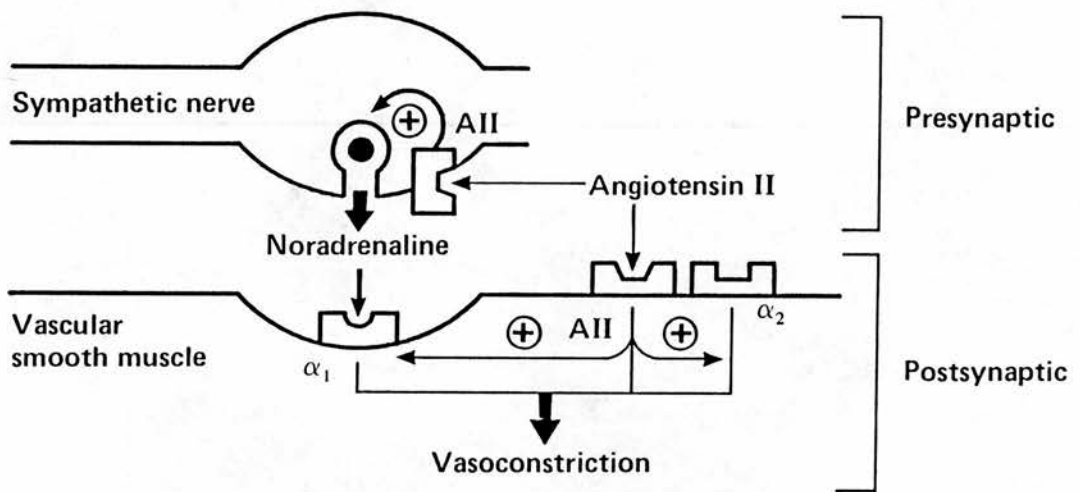 Sympathetic nerve
+
AII
Presynaptic
Angiotensin II
Noradrenaline
Vascular
smooth muscle
α₁
+
AII
+
α₂
Postsynaptic
Vasoconstriction